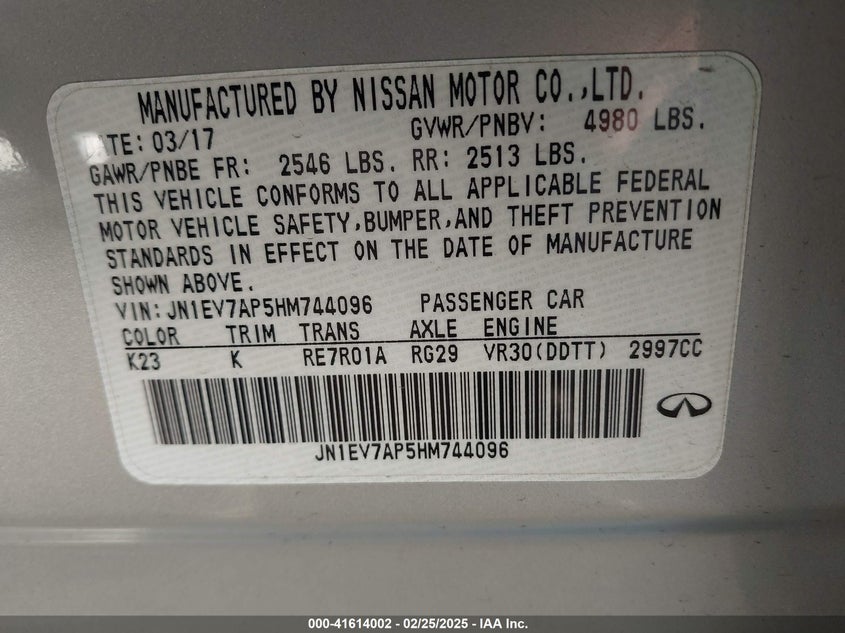 MANUFACTURED BY NISSAN MOTOR CO.,LTD.
ATE: 03/17 GVWR/PNBV: 4980 LBS.
GAWR/PNBE FR: 2546 LBS. RR: 2513 LBS.
THIS VEHICLE CONFORMS TO ALL APPLICABLE FEDERAL
MOTOR VEHICLE SAFETY,BUMPER,AND THEFT PREVENTION
STANDARDS IN EFFECT ON THE DATE OF MANUFACTURE
SHOWN ABOVE.
VIN:JN1EV7AP5HM744096 PASSENGER CAR
COLOR TRIM TRANS AXLE ENGINE
K23 K RE7R01A RG29 VR30(DDTT) 2997CC
JN1EV7AP5HM744096
000-41614002 - 02/25/2025 - IAA Inc.